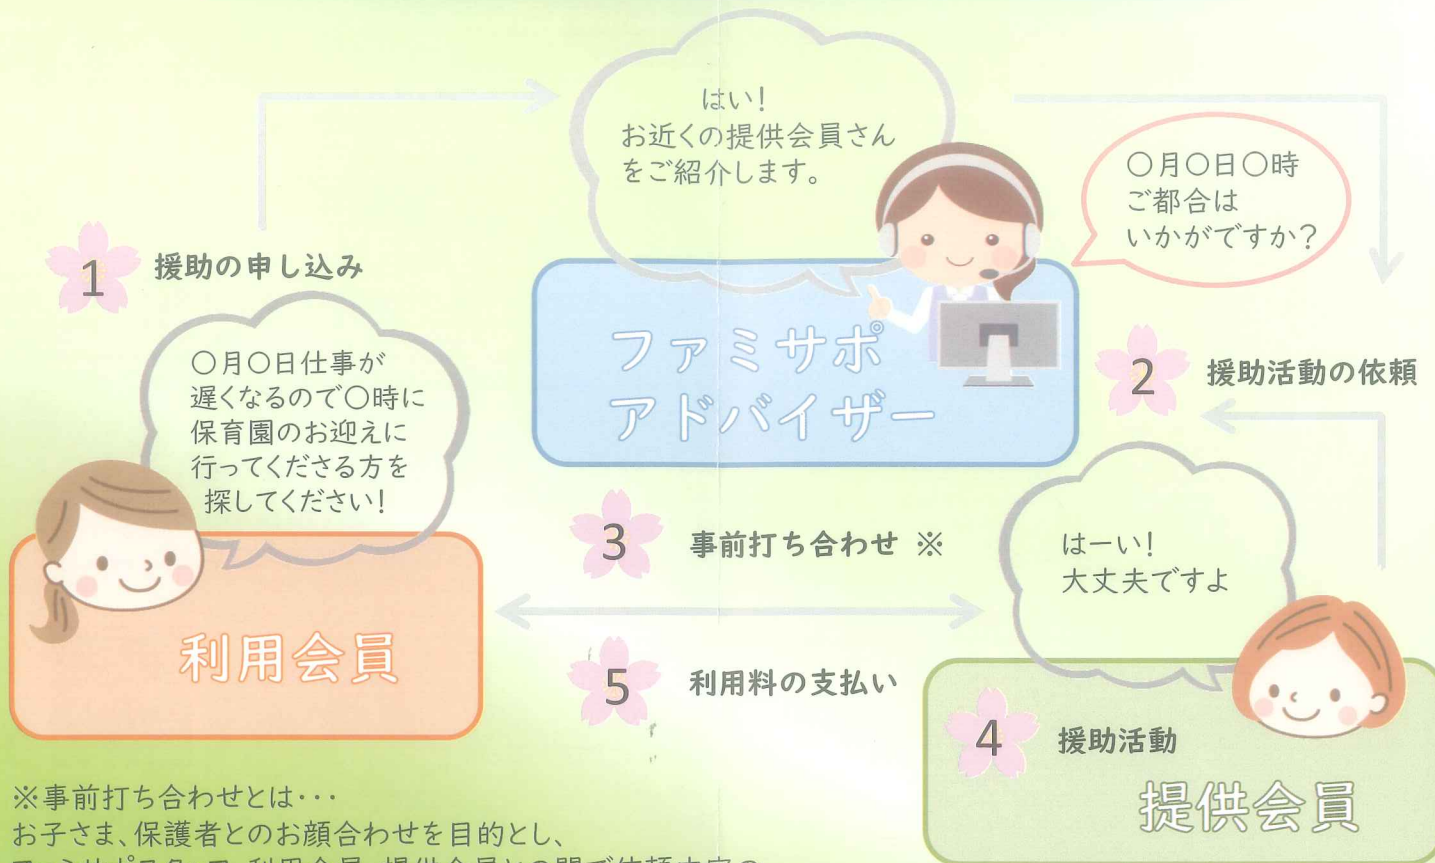 はい!
お近くの提供会員さん
をご紹介します。
〇月〇日〇時
ご都合は
いかがですか?
1 援助の申し込み
〇月〇日仕事が
遅くなるので〇時に
保育園のお迎えに
行ってくださる方を
探してください!
ファミサポ
アドバイザー
2 援助活動の依頼
3 事前打ち合わせ ※
はーい!
大丈夫ですよ
利用会員
5 利用料の支払い
4 援助活動
提供会員
※事前打ち合わせとは・・・
お子さま、保護者とのお顔合わせを目的とし、